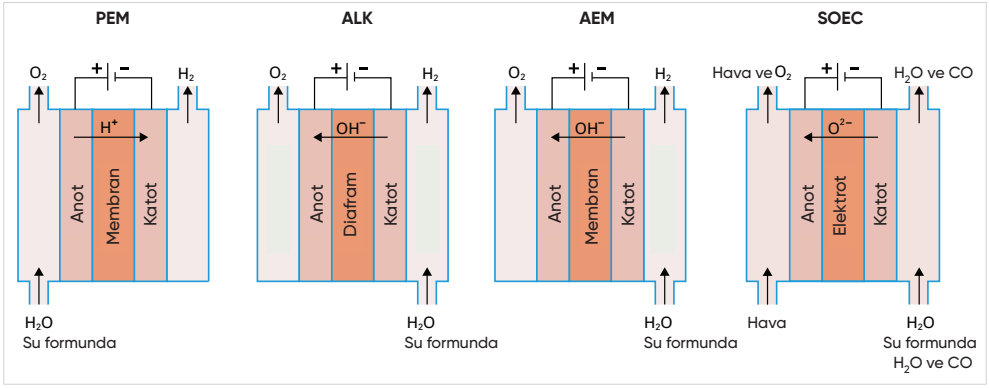 PEM
O₂
+ -
H₂
H⁺
Anot
Membran
Katot
H₂O
Su formunda
ALK
O₂
+ -
H₂
OH⁻
Anot
Diafram
Katot
H₂O
Su formunda
AEM
O₂
+ -
H₂
OH⁻
Anot
Membran
Katot
H₂O
Su formunda
SOEC
Hava ve O₂
+ -
H₂O ve CO
O²⁻
Anot
Elektrot
Katot
Hava
H₂O
Su formunda
H₂O ve CO